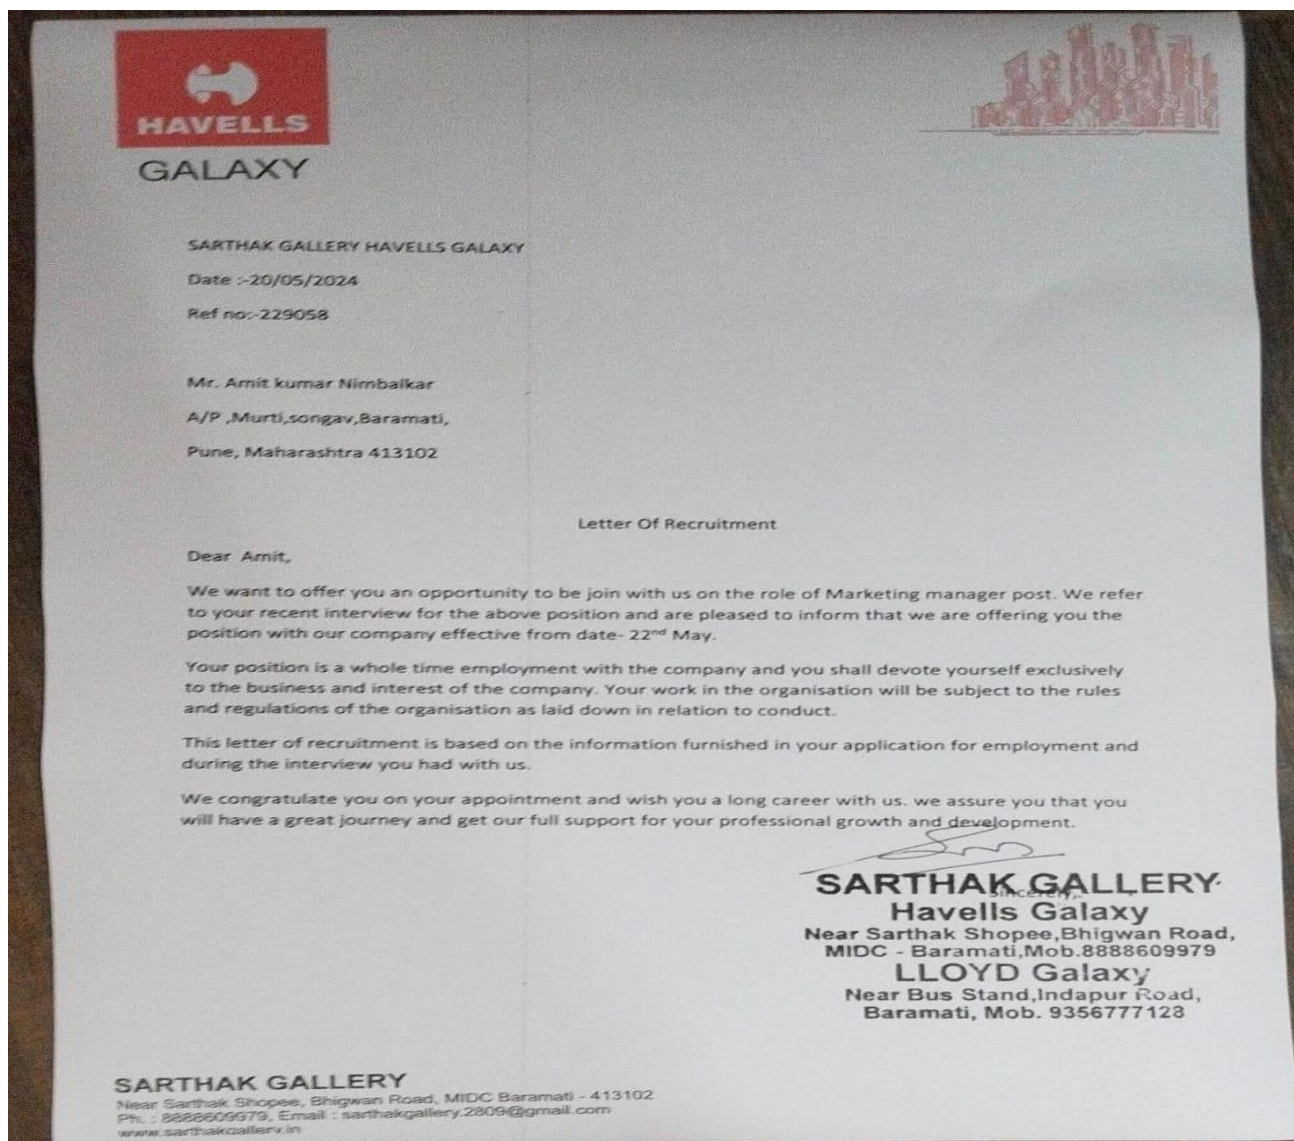 HAVELLS
GALAXY
SARTHAK GALLERY HAVELLS GALAXY
Date :-20/05/2024
Ref no:-229058
Mr. Amit kumar Nimbalkar
A/P ,Murti,songav,Baramati,
Pune, Maharashtra 413102
Letter Of Recruitment
Dear Amit,
We want to offer you an opportunity to be join with us on the role of Marketing manager post. We refer
to your recent interview for the above position and are pleased to inform that we are offering you the
position with our company effective from date- 22nd May.
Your position is a whole time employment with the company and you shall devote yourself exclusively
to the business and interest of the company. Your work in the organisation will be subject to the rules
and regulations of the organisation as laid down in relation to conduct.
This letter of recruitment is based on the information furnished in your application for employment and
during the interview you had with us.
We congratulate you on your appointment and wish you a long career with us. we assure you that you
will have a great journey and get our full support for your professional growth and development.
SARTHAK GALLERY
Sincerely,
Havells Galaxy
Near Sarthak Shopee,Bhigwan Road,
MIDC - Baramati,Mob.8888609979
LLOYD Galaxy
Near Bus Stand,Indapur Road,
Baramati, Mob. 9356777128
SARTHAK GALLERY
Near Sarthak Shopee, Bhigwan Road, MIDC Baramati - 413102
Ph. : 8888609979, Email : sarthakgallery.2809@gmail.com
www.sarthakgallery.in